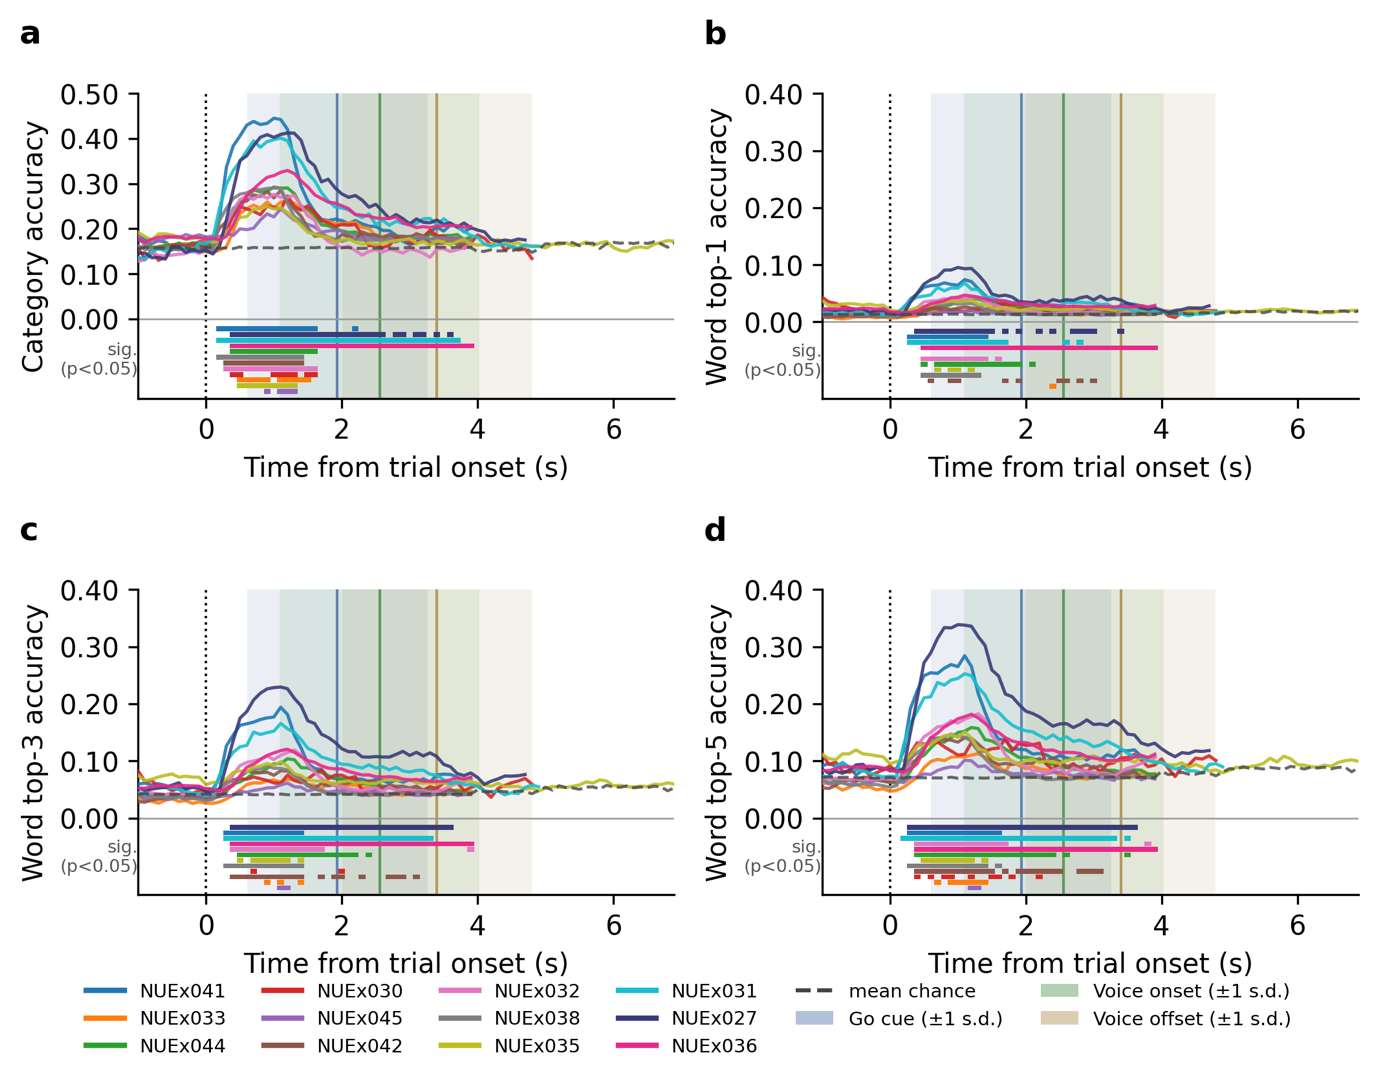 a
b
0.50
0.40
0.30
0.20
0.10
0.00
Category accuracy
sig.
(p<0.05)
0 2 4 6
Time from trial onset (s)
0.40
0.30
0.20
0.10
0.00
Word top-1 accuracy
sig.
(p<0.05)
0 2 4 6
Time from trial onset (s)
c
d
0.40
0.30
0.20
0.10
0.00
Word top-3 accuracy
sig.
(p<0.05)
0 2 4 6
Time from trial onset (s)
0.40
0.30
0.20
0.10
0.00
Word top-5 accuracy
sig.
(p<0.05)
0 2 4 6
Time from trial onset (s)
NUEx041 NUEx030 NUEx032 NUEx031 mean chance Voice onset (±1 s.d.)
NUEx033 NUEx045 NUEx038 NUEx027 Go cue (±1 s.d.) Voice offset (±1 s.d.)
NUEx044 NUEx042 NUEx035 NUEx036